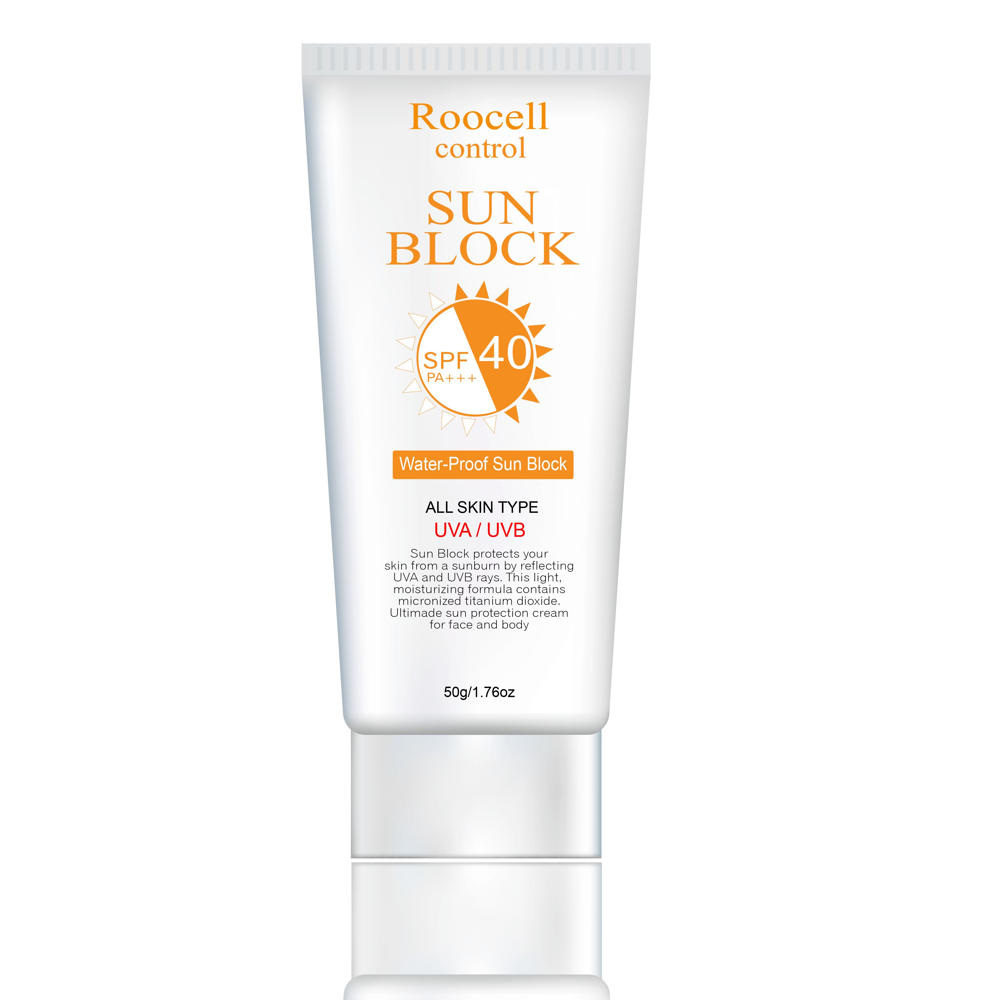 Roocell
control
SUN
BLOCK
40
SPF
PA+++
Water-Proof Sun Block
ALL SKIN TYPE
UVA / UVB
Sun Block protects your
skin from a sunburn by reflecting
UVA and UVB rays. This light,
moisturizing formula contains
micronized titanium dioxide.
Ultimade sun protection cream
for face and body
50g/1.76oz